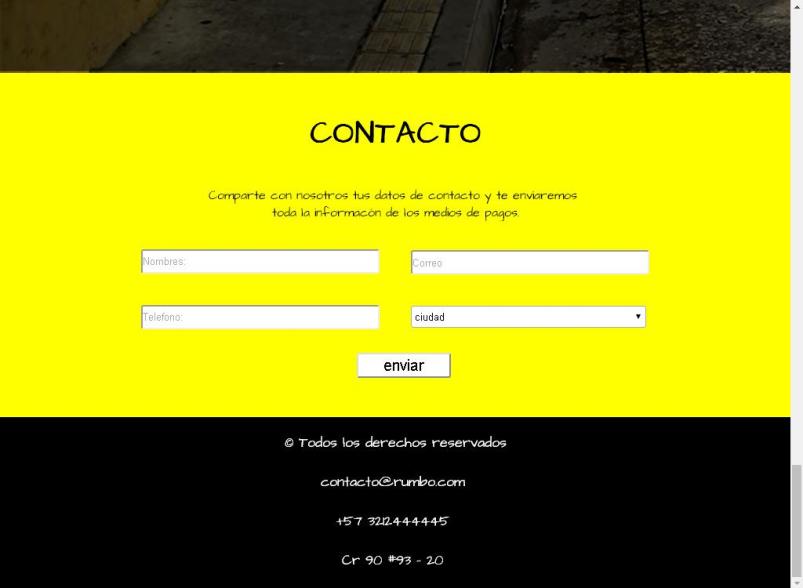 CONTACTO
Comparte con nosotros tus datos de contacto y te enviaremos
toda la informacón de los medios de pagos.
Nombres: Correo
Telefono: ciudad
enviar
© Todos los derechos reservados
contacto@rumbo.com
+57 3212444445
Cr 90 #93 - 20